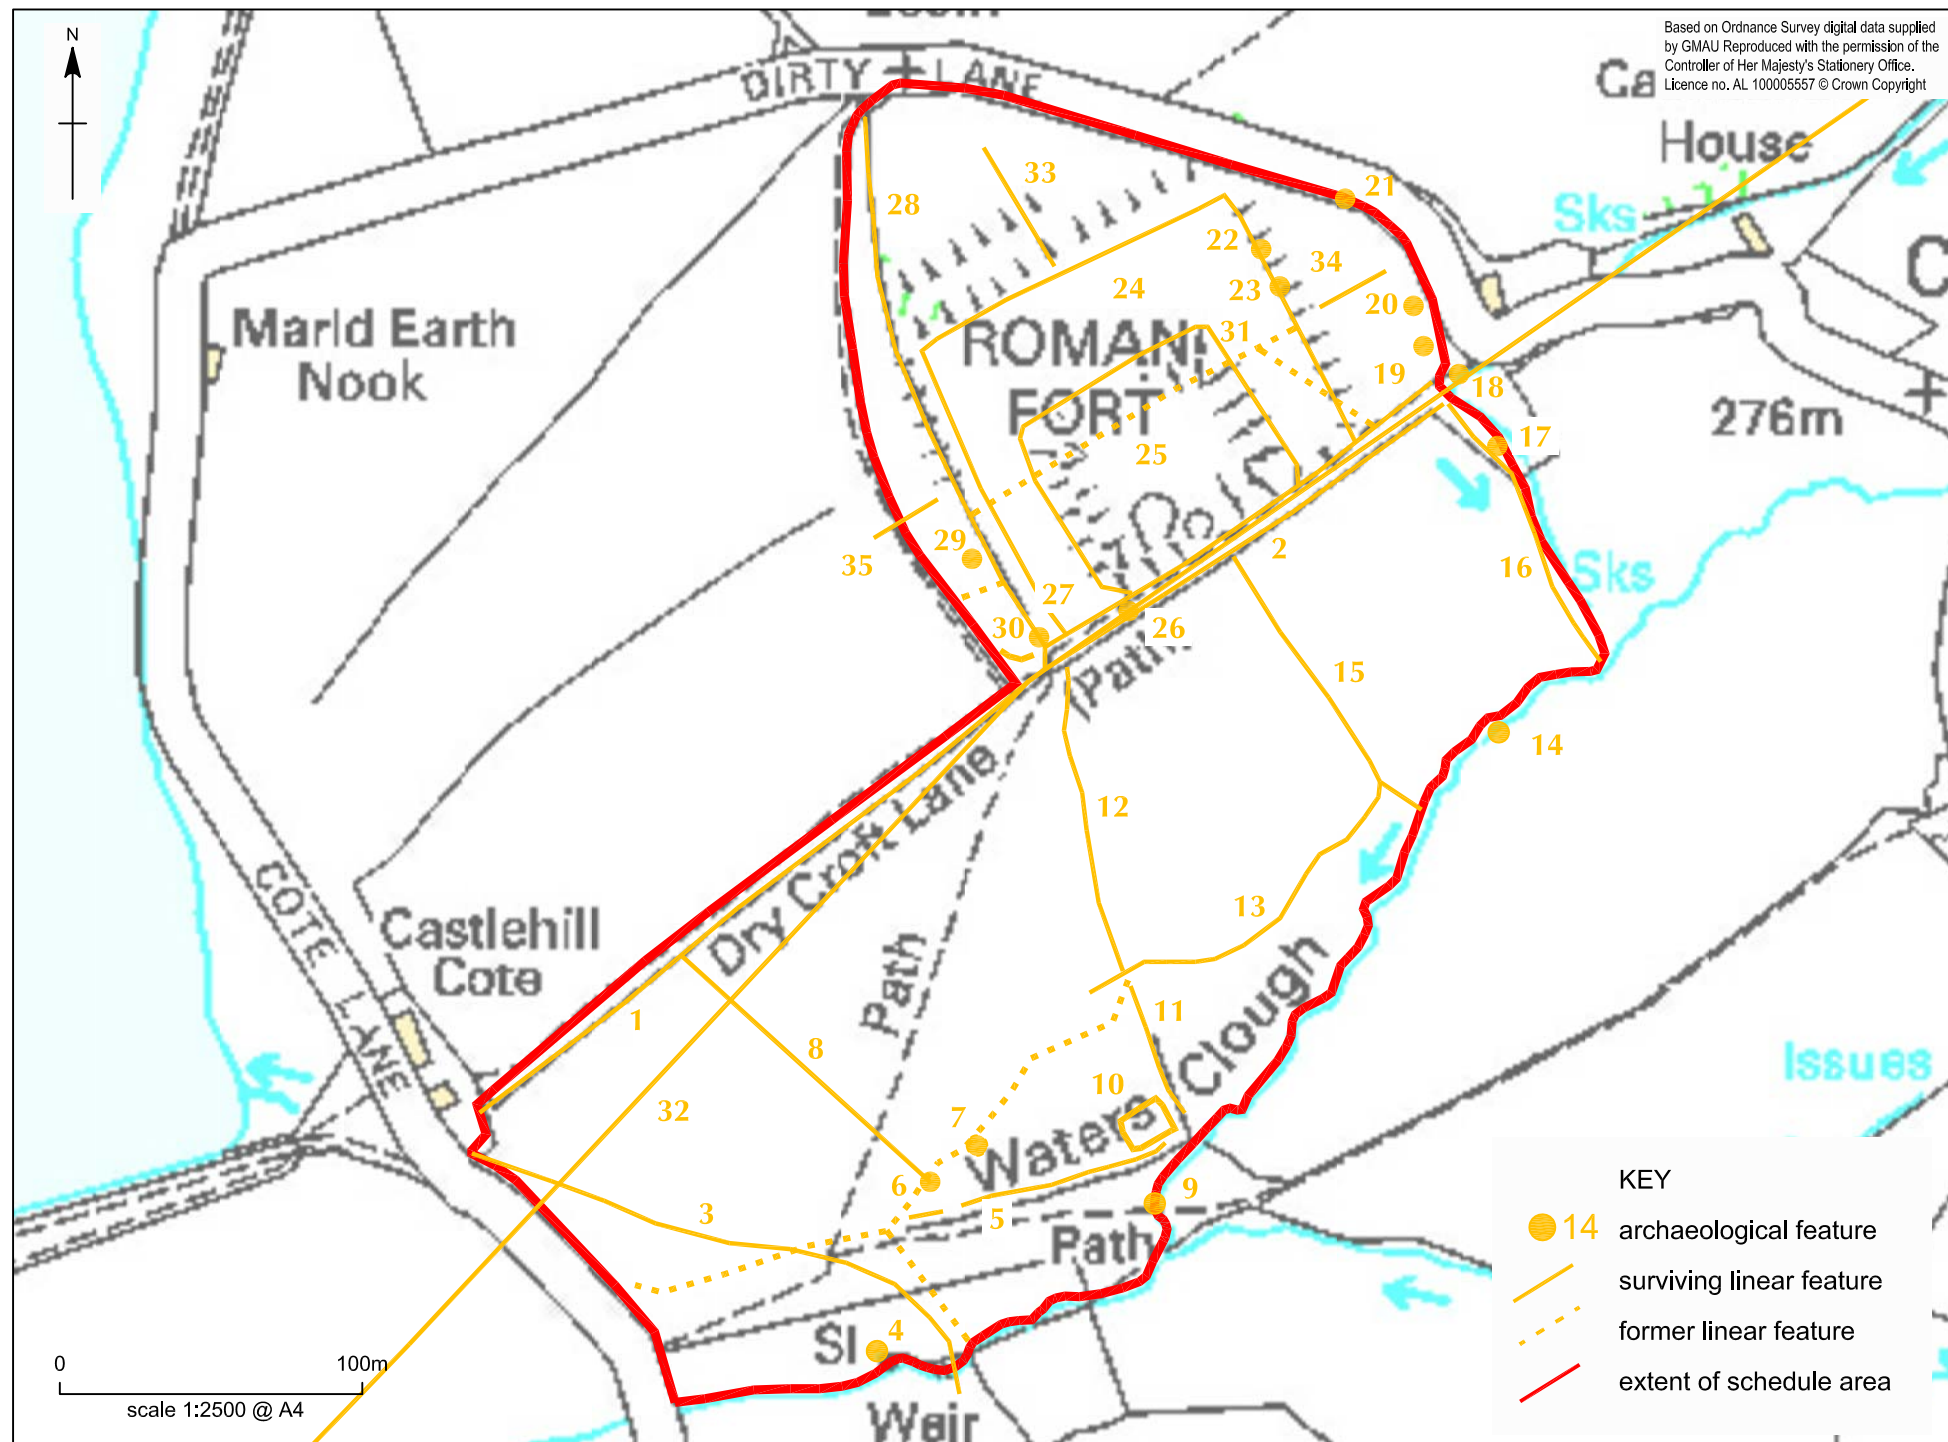 N
Based on Ordnance Survey digital data supplied
by GMAU Reproduced with the permission of the
Controller of Her Majesty's Stationery Office.
Licence no. AL 100005557 © Crown Copyright
DIRTY LANE
Ca
House
33
21
28
Sks
22
34
24
23
20
C
Marld Earth
Nook
ROMAN
FORT
31
19
18
276m
17
25
29
2
35
16
Sks
27
30
26
(Path
15
14
12
Dry Croft Lane
13
COTE LANE
Castlehill
Cote
Path
1
11
8
Issues
10
32
7
Waters Clough
6
9
3
5
Path
4
Sl
Weir
0 100m
scale 1:2500 @ A4
KEY
14 archaeological feature
surviving linear feature
former linear feature
extent of schedule area